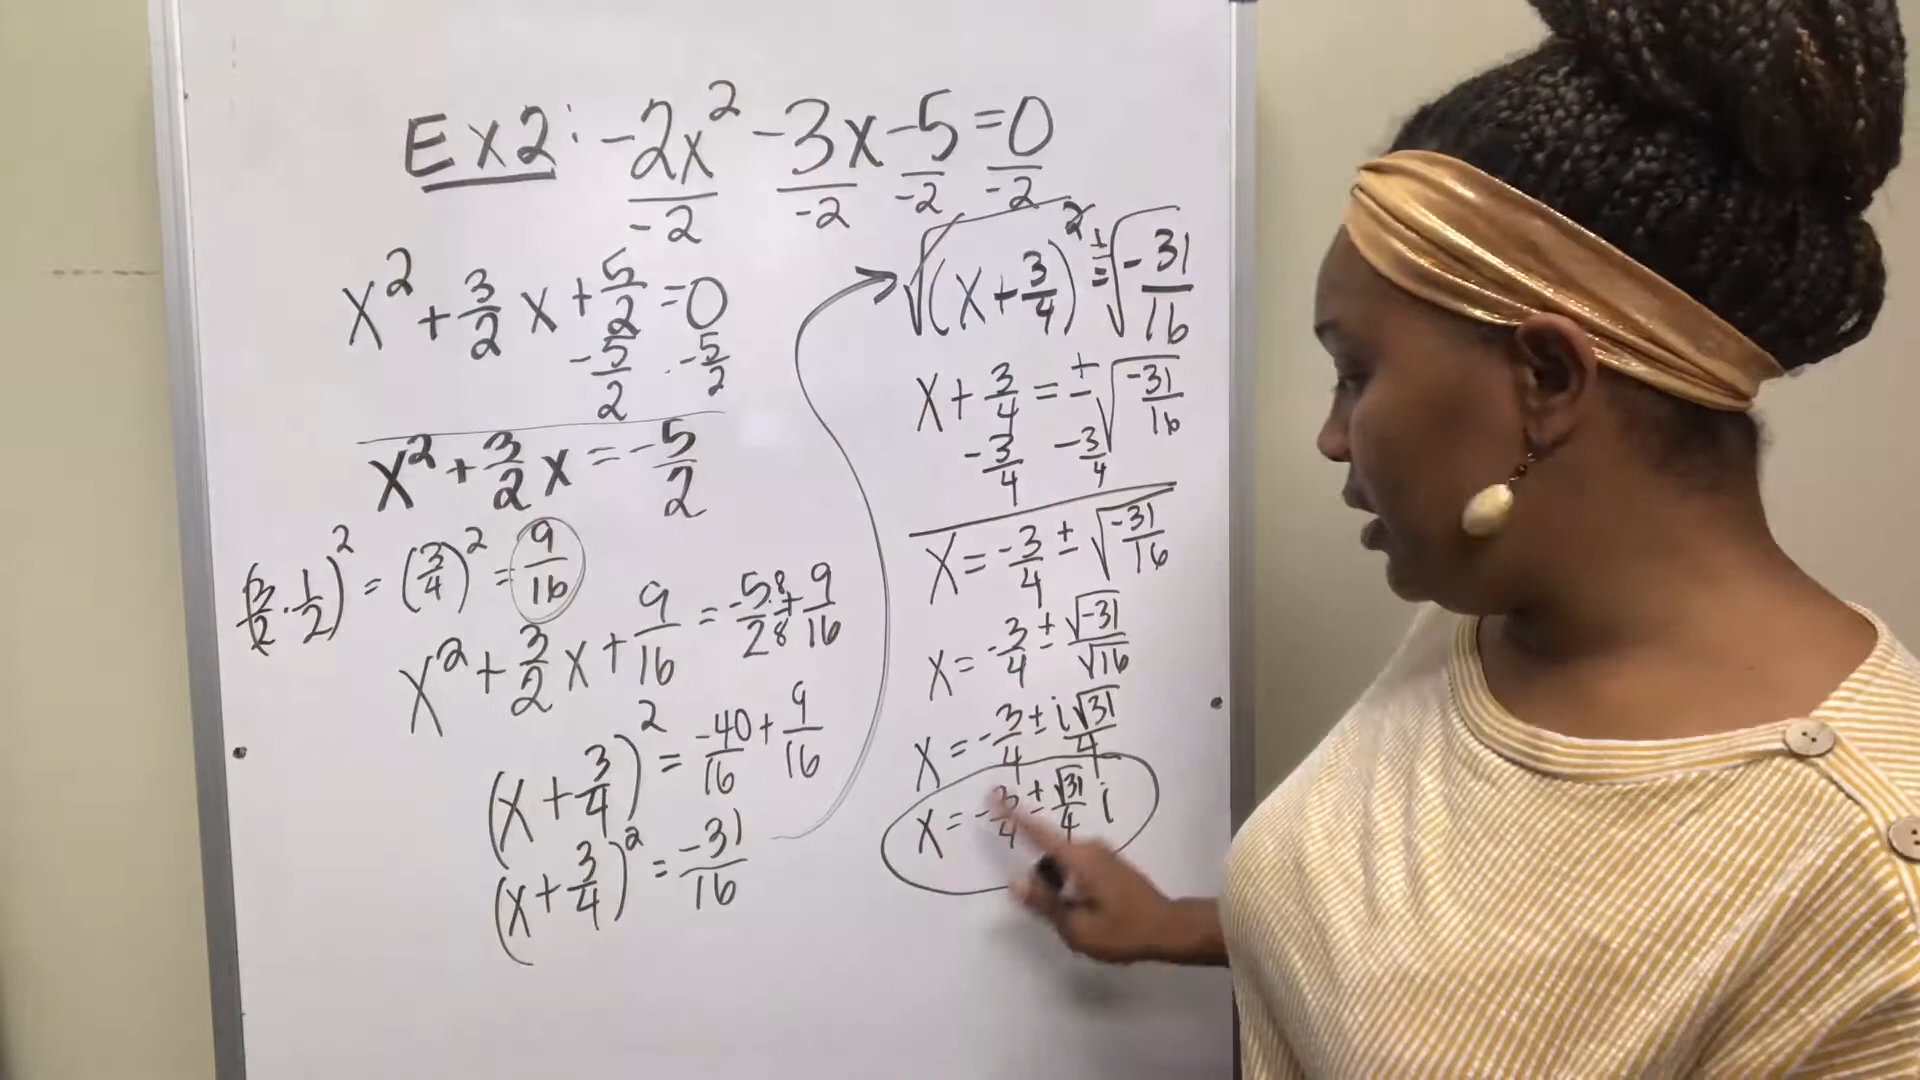 Ex2: -2x² -3x -5 =0
-2 -2 -2 -2
x² + 3/2 x + 5/2 = 0
-5/2 -5/2
x² + 3/2 x = -5/2
(3/2 · 1/2)² = (3/4)² = 9/16
x² + 3/2 x + 9/16 = -5·8/2·8 + 9/16
(x + 3/4)² = -40/16 + 9/16
(x + 3/4)² = -31/16
√(x + 3/4)² = ±√-31/16
x + 3/4 = ±√-31/16
-3/4 -3/4
x = -3/4 ± √-31/16
x = -3/4 ± √-31/√16
x = -3/4 ± i√31/4
x = -3/4 ± √31/4 i